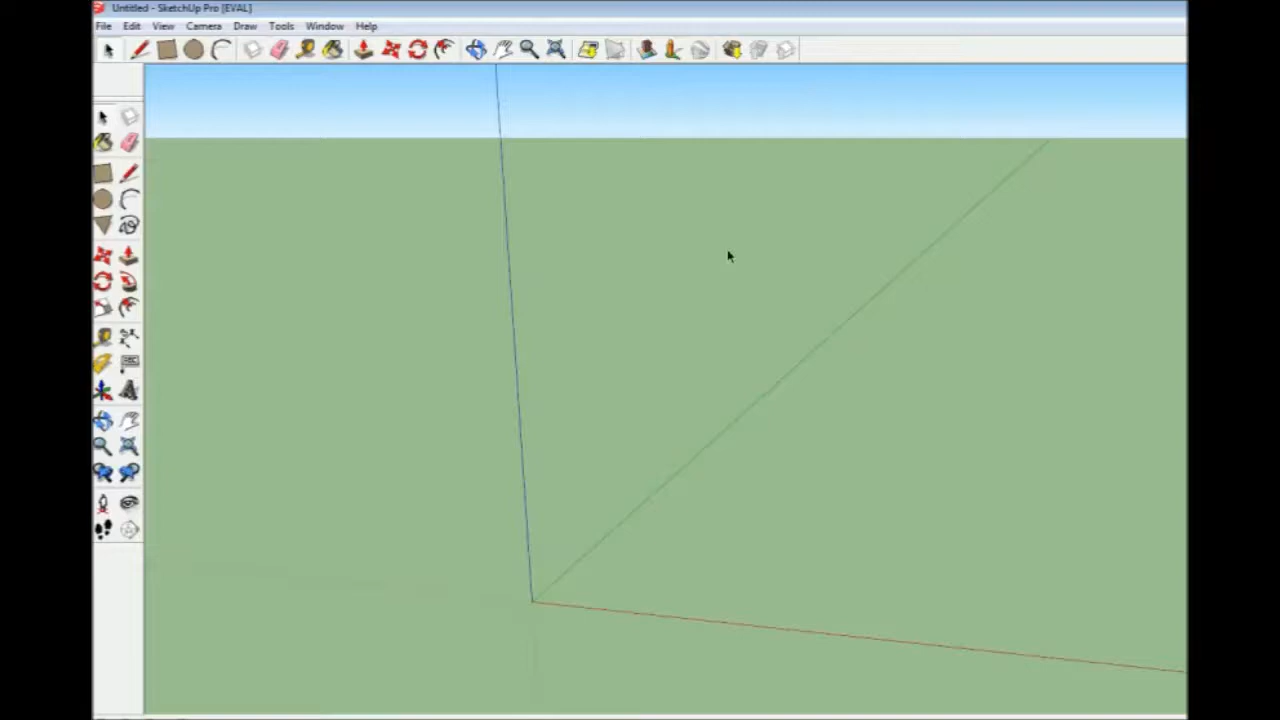 Untitled - SketchUp Pro [EVAL]
File Edit View Camera Draw Tools Window Help